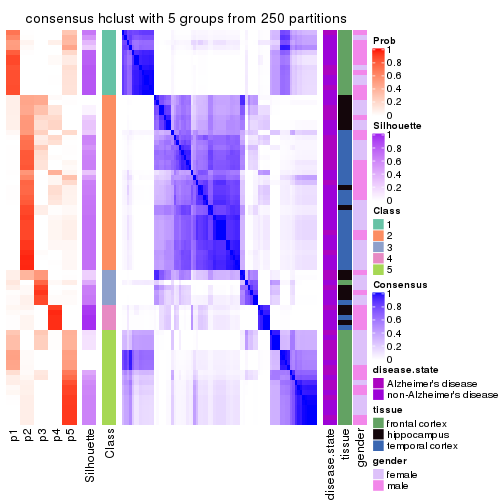 consensus hclust with 5 groups from 250 partitions
Prob
1
0.8
0.6
0.4
0.2
0
Silhouette
1
0.8
0.6
0.4
0.2
0
Class
1
2
3
4
5
Consensus
1
0.8
0.6
0.4
0.2
0
disease.state
Alzheimer's disease
non-Alzheimer's disease
tissue
frontal cortex
hippocampus
temporal cortex
gender
female
male
p1
p2
p3
p4
p5
Silhouette
Class
disease.state
tissue
gender